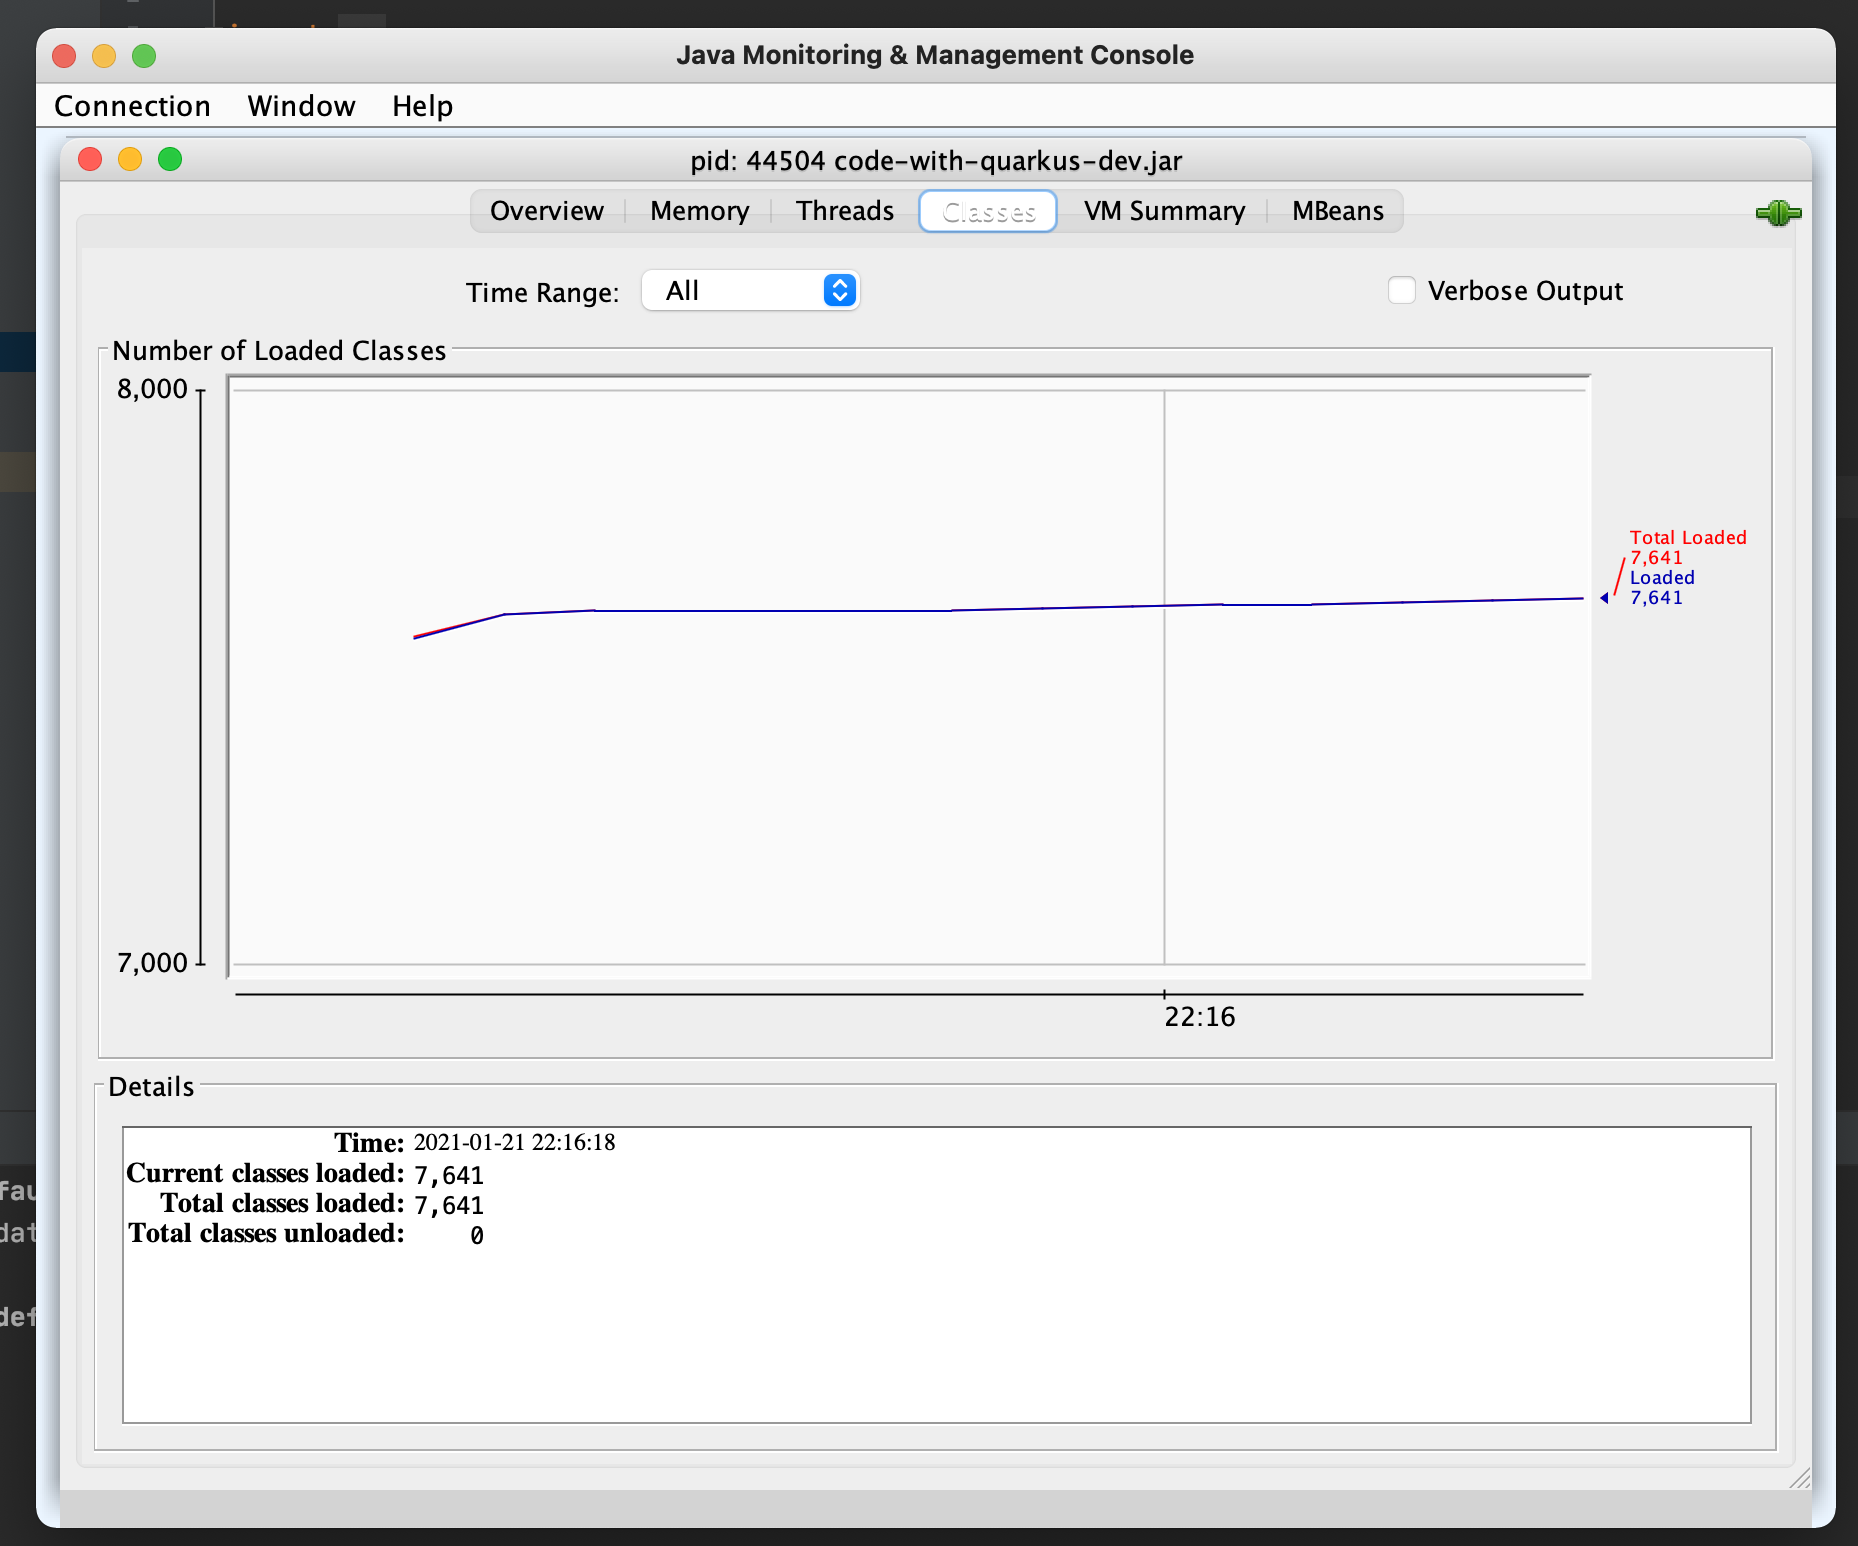 Java Monitoring & Management Console
Connection Window Help
pid: 44504 code-with-quarkus-dev.jar
Overview Memory Threads Classes VM Summary MBeans
Time Range: All Verbose Output
Number of Loaded Classes
8,000
Total Loaded
7,641
Loaded
7,641
7,000
22:16
Details
Time: 2021-01-21 22:16:18
Current classes loaded: 7,641
Total classes loaded: 7,641
Total classes unloaded: 0
fau
dat
def